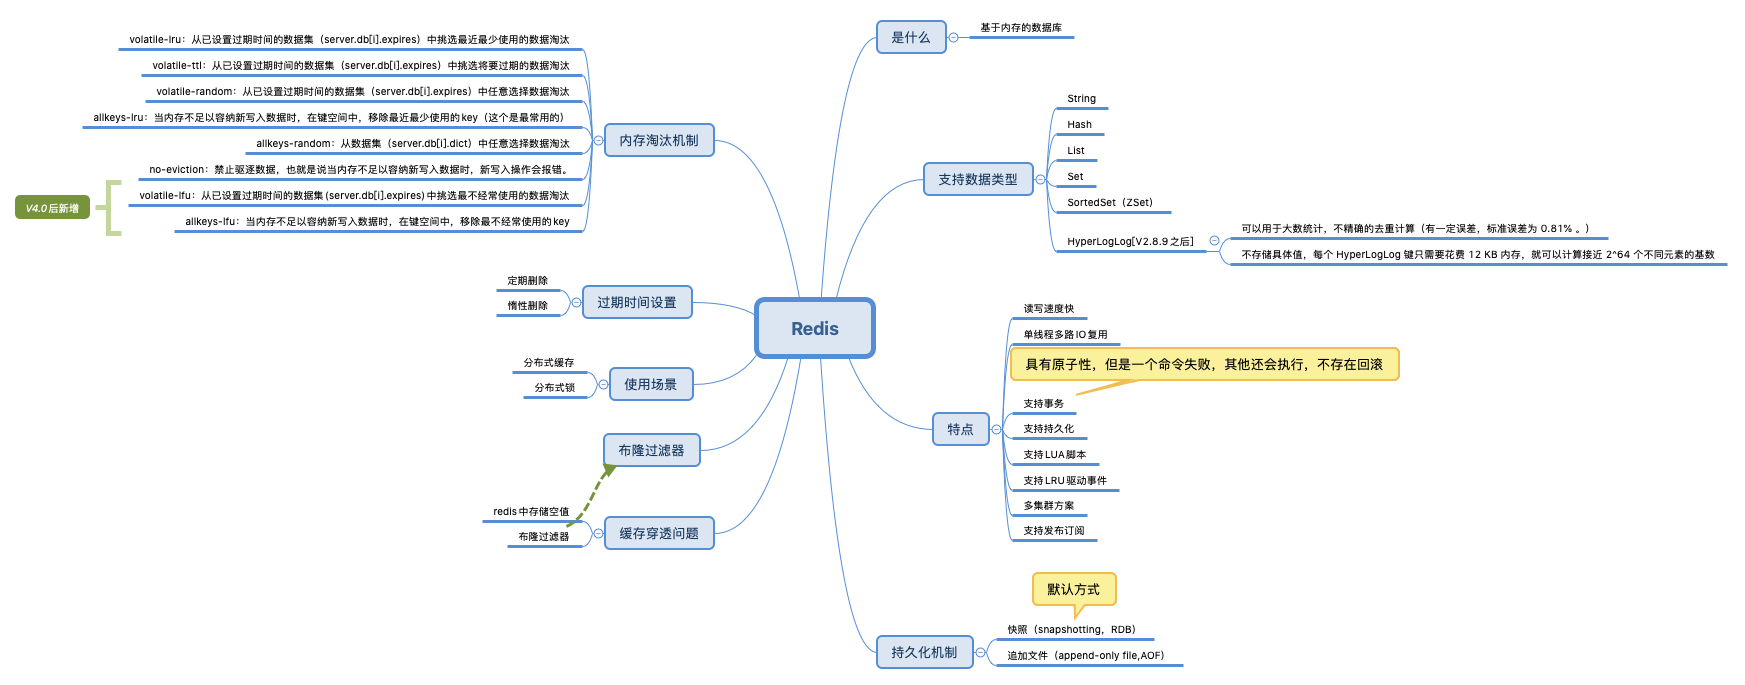 Redis
是什么
基于内存的数据库
支持数据类型
String
Hash
List
Set
SortedSet（ZSet）
HyperLogLog[V2.8.9 之后]
可以用于大数统计，不精确的去重计算（有一定误差，标准误差为 0.81% 。）
不存储具体值，每个 HyperLogLog 键只需要花费 12 KB 内存，就可以计算接近 2^64 个不同元素的基数
特点
读写速度快
单线程多路 IO 复用
具有原子性，但是一个命令失败，其他还会执行，不存在回滚
支持事务
支持持久化
支持 LUA 脚本
支持 LRU 驱动事件
多集群方案
支持发布订阅
持久化机制
默认方式
快照（snapshotting，RDB）
追加文件（append-only file,AOF）
内存淘汰机制
volatile-lru：从已设置过期时间的数据集（server.db[i].expires）中挑选最近最少使用的数据淘汰
volatile-ttl：从已设置过期时间的数据集（server.db[i].expires）中挑选将要过期的数据淘汰
volatile-random：从已设置过期时间的数据集（server.db[i].expires）中任意选择数据淘汰
allkeys-lru：当内存不足以容纳新写入数据时，在键空间中，移除最近最少使用的 key（这个是最常用的）
allkeys-random：从数据集（server.db[i].dict）中任意选择数据淘汰
no-eviction：禁止驱逐数据，也就是说当内存不足以容纳新写入数据时，新写入操作会报错。
V4.0 后新增
volatile-lfu：从已设置过期时间的数据集 (server.db[i].expires) 中挑选最不经常使用的数据淘汰
allkeys-lfu：当内存不足以容纳新写入数据时，在键空间中，移除最不经常使用的 key
过期时间设置
定期删除
惰性删除
使用场景
分布式缓存
分布式锁
布隆过滤器
缓存穿透问题
redis 中存储空值
布隆过滤器